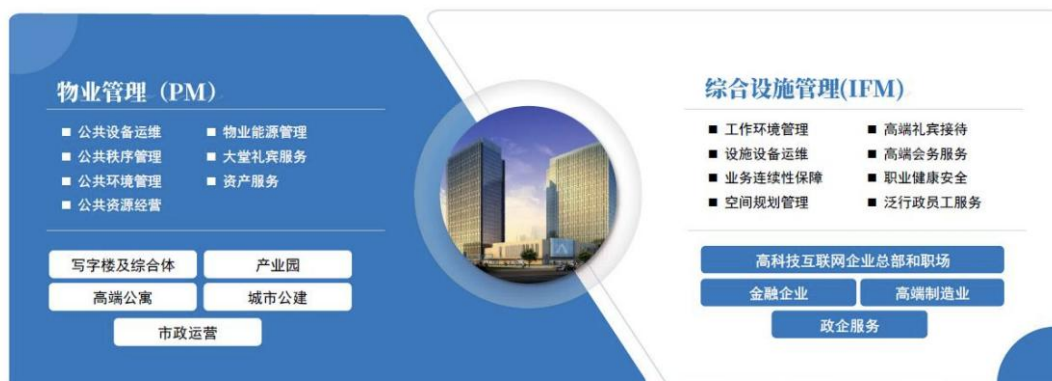 物业管理（PM）
■ 公共设备运维
■ 物业能源管理
■ 公共秩序管理
■ 大堂礼宾服务
■ 公共环境管理
■ 资产服务
■ 公共资源经营
写字楼及综合体
产业园
高端公寓
城市公建
市政运营
综合设施管理(IFM)
■ 工作环境管理
■ 高端礼宾接待
■ 设施设备运维
■ 高端会务服务
■ 业务连续性保障
■ 职业健康安全
■ 空间规划管理
■ 泛行政员工服务
高科技互联网企业总部和职场
金融企业
高端制造业
政企服务